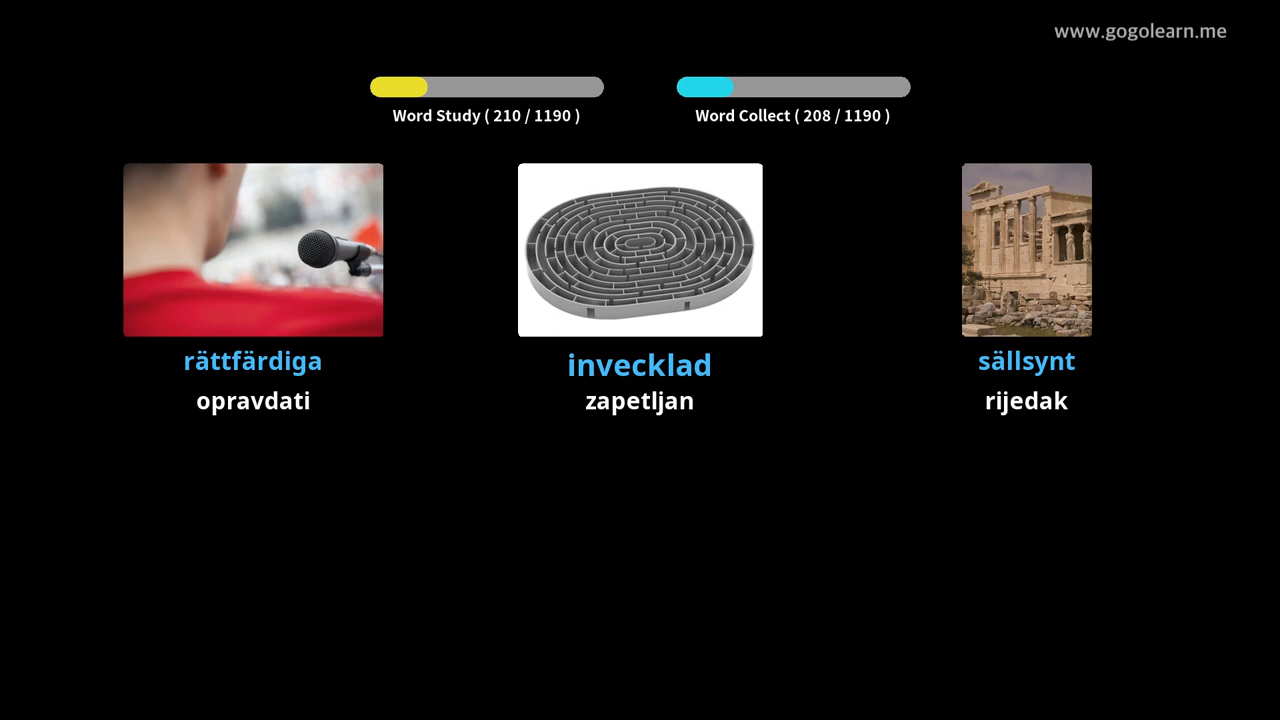 www.gogolearn.me
Word Study ( 210 / 1190 )
Word Collect ( 208 / 1190 )
rättfärdiga
invecklad
sällsynt
opravdati
zapetljan
rijedak